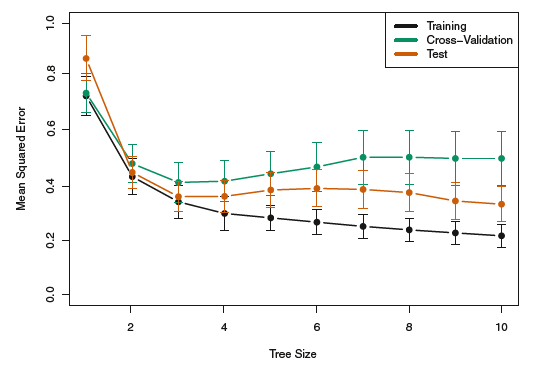 Training
Cross-Validation
Test
Mean Squared Error
1.0
0.8
0.6
0.4
0.2
0.0
2 4 6 8 10
Tree Size